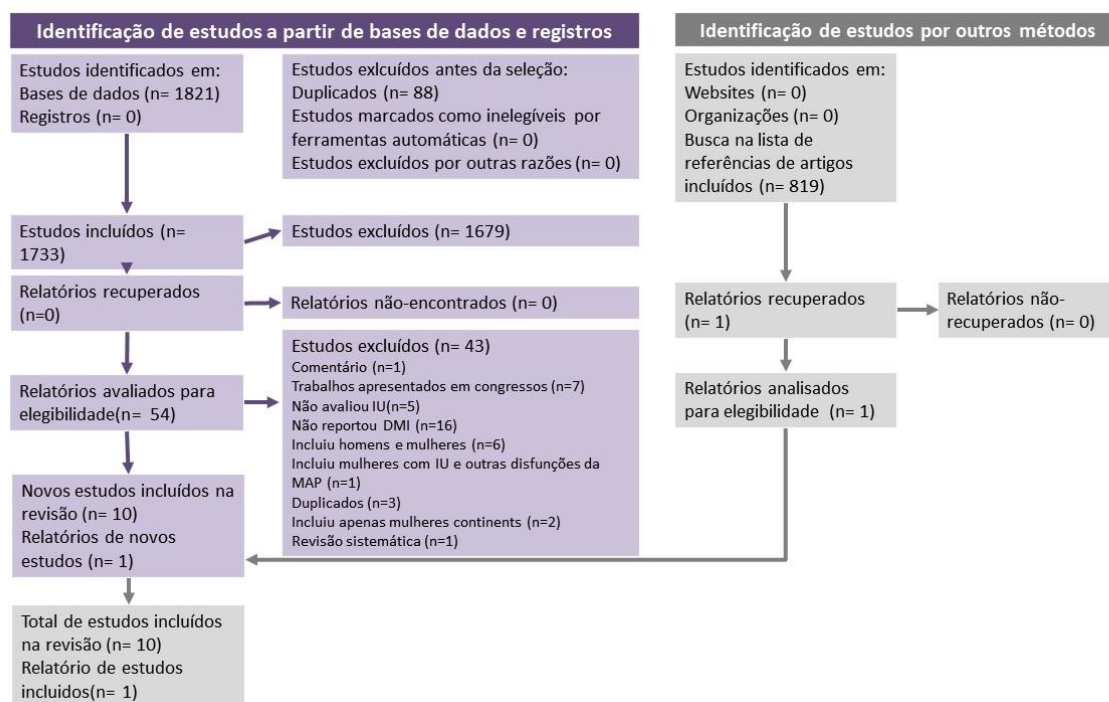 Identificação de estudos a partir de bases de dados e registros
Estudos identificados em:
Bases de dados (n= 1821)
Registros (n= 0)
Estudos exlcuídos antes da seleção:
Duplicados (n= 88)
Estudos marcados como inelegíveis por
ferramentas automáticas (n= 0)
Estudos excluídos por outras razões (n= 0)
Estudos incluídos (n=
1733)
Estudos excluídos (n= 1679)
Relatórios recuperados
(n=0)
Relatórios não-encontrados (n= 0)
Relatórios avaliados para
elegibilidade(n= 54)
Estudos excluídos (n= 43)
Comentário (n=1)
Trabalhos apresentados em congressos (n=7)
Não avaliou IU(n=5)
Não reportou DMI (n=16)
Incluiu homens e mulheres (n=6)
Incluiu mulheres com IU e outras disfunções da
MAP (n=1)
Duplicados (n=3)
Incluiu apenas mulheres continents (n=2)
Revisão sistemática (n=1)
Novos estudos incluídos na
revisão (n= 10)
Relatórios de novos
estudos (n= 1)
Total de estudos incluídos
na revisão (n= 10)
Relatório de estudos
incluidos(n= 1)
Identificação de estudos por outros métodos
Estudos identificados em:
Websites (n= 0)
Organizações (n= 0)
Busca na lista de
referências de artigos
incluídos (n= 819)
Relatórios recuperados
(n= 1)
Relatórios não-
recuperados (n= 0)
Relatórios analisados
para elegibilidade (n= 1)